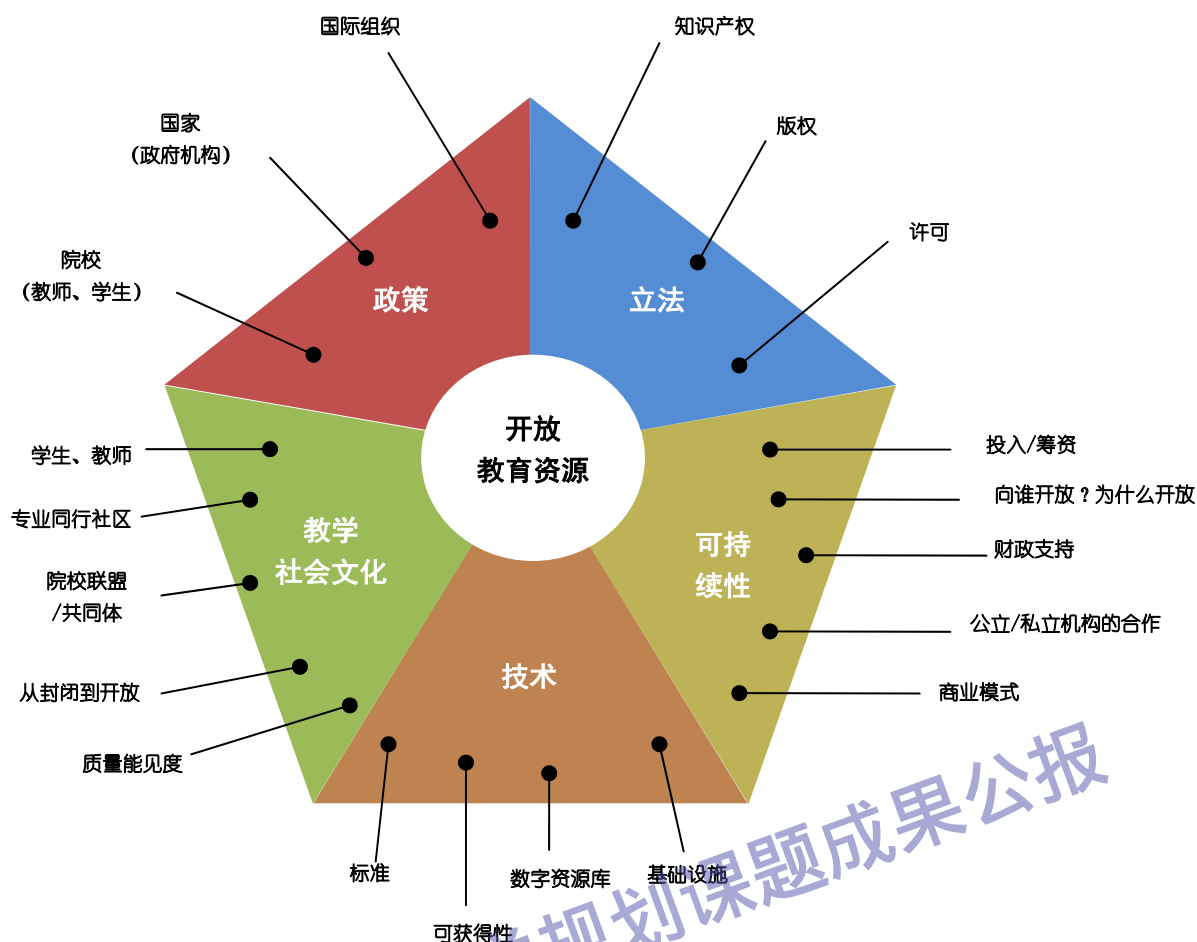 国际组织
知识产权
国家
（政府机构）
版权
院校
（教师、学生）
许可
政策
立法
开放
教育资源
学生、教师
投入/筹资
专业同行社区
向谁开放？为什么开放
教学
社会文化
可持
续性
财政支持
院校联盟
/共同体
公立/私立机构的合作
从封闭到开放
技术
商业模式
质量能见度
标准
数字资源库
基础设施
可获得性
规划课题成果公报